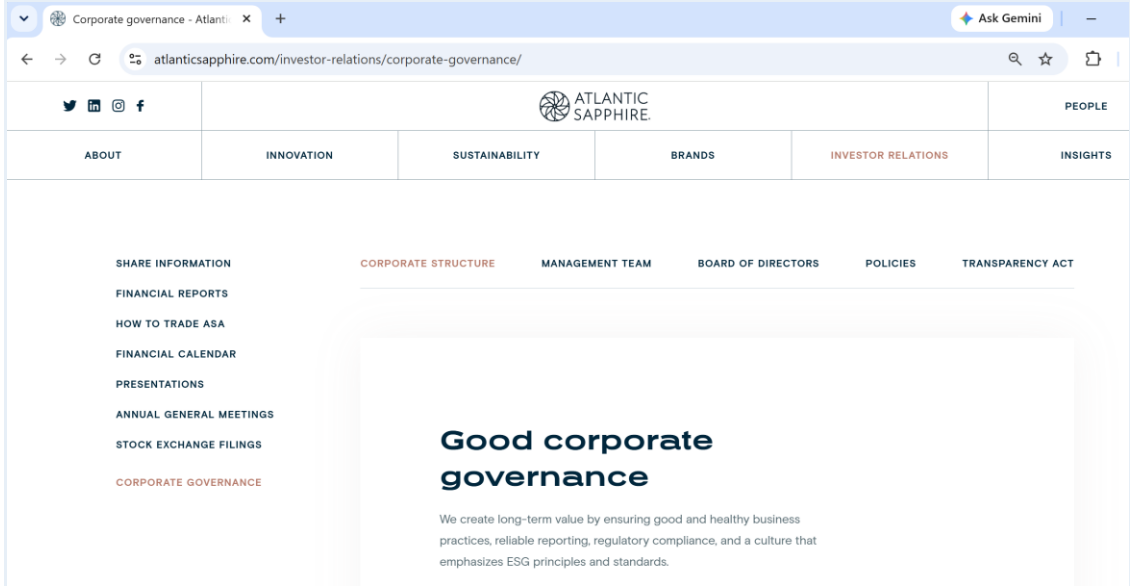 Corporate governance - Atlanti
Ask Gemini
atlanticsapphire.com/investor-relations/corporate-governance/
ATLANTIC
SAPPHIRE.
PEOPLE
ABOUT
INNOVATION
SUSTAINABILITY
BRANDS
INVESTOR RELATIONS
INSIGHTS
SHARE INFORMATION
FINANCIAL REPORTS
HOW TO TRADE ASA
FINANCIAL CALENDAR
PRESENTATIONS
ANNUAL GENERAL MEETINGS
STOCK EXCHANGE FILINGS
CORPORATE GOVERNANCE
CORPORATE STRUCTURE
MANAGEMENT TEAM
BOARD OF DIRECTORS
POLICIES
TRANSPARENCY ACT
Good corporate
governance
We create long-term value by ensuring good and healthy business
practices, reliable reporting, regulatory compliance, and a culture that
emphasizes ESG principles and standards.